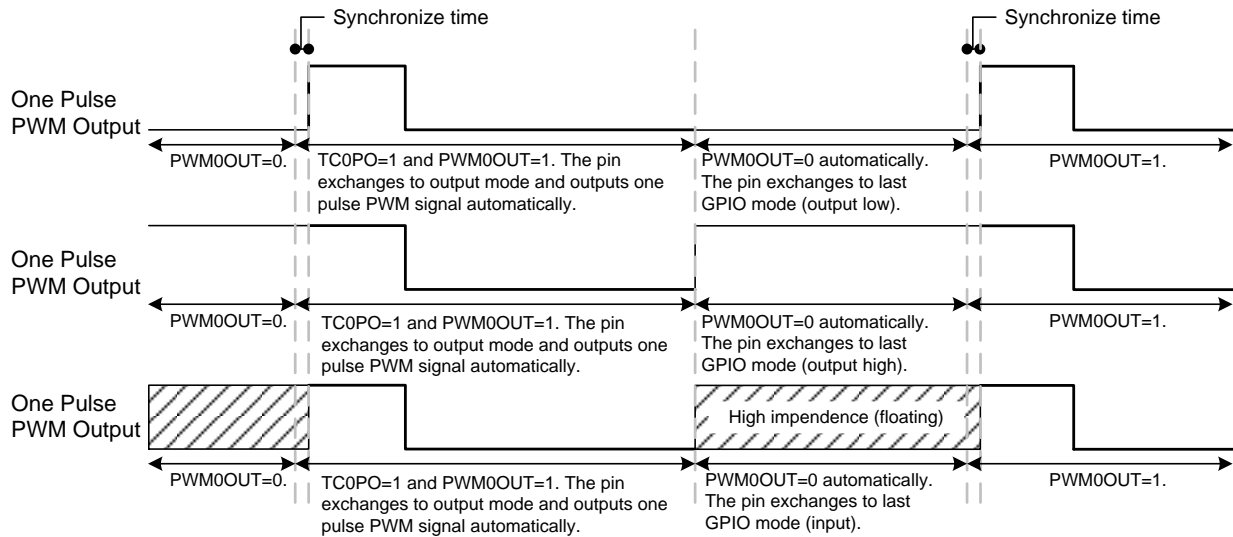 Synchronize time
Synchronize time
One Pulse
PWM Output
PWM0OUT=0.
TC0PO=1 and PWM0OUT=1. The pin
exchanges to output mode and outputs one
pulse PWM signal automatically.
PWM0OUT=0 automatically.
The pin exchanges to last
GPIO mode (output low).
PWM0OUT=1.
One Pulse
PWM Output
PWM0OUT=0.
TC0PO=1 and PWM0OUT=1. The pin
exchanges to output mode and outputs one
pulse PWM signal automatically.
PWM0OUT=0 automatically.
The pin exchanges to last
GPIO mode (output high).
PWM0OUT=1.
One Pulse
PWM Output
High impendence (floating)
PWM0OUT=0.
TC0PO=1 and PWM0OUT=1. The pin
exchanges to output mode and outputs one
pulse PWM signal automatically.
PWM0OUT=0 automatically.
The pin exchanges to last
GPIO mode (input).
PWM0OUT=1.